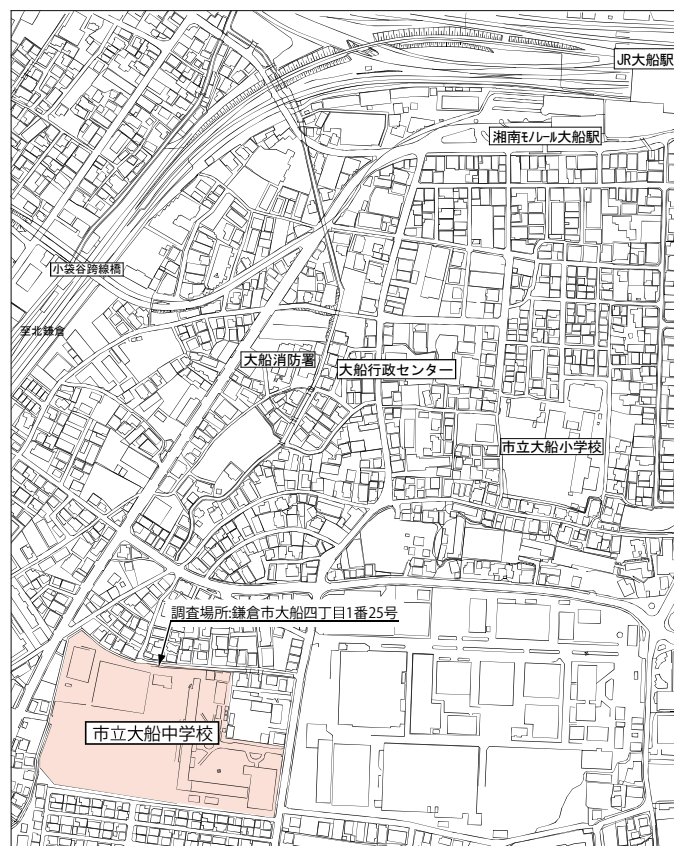 JR大船駅
湘南モノレール大船駅
小袋谷跨線橋
至北鎌倉
大船消防署
大船行政センター
市立大船小学校
調査場所:鎌倉市大船四丁目1番25号
市立大船中学校